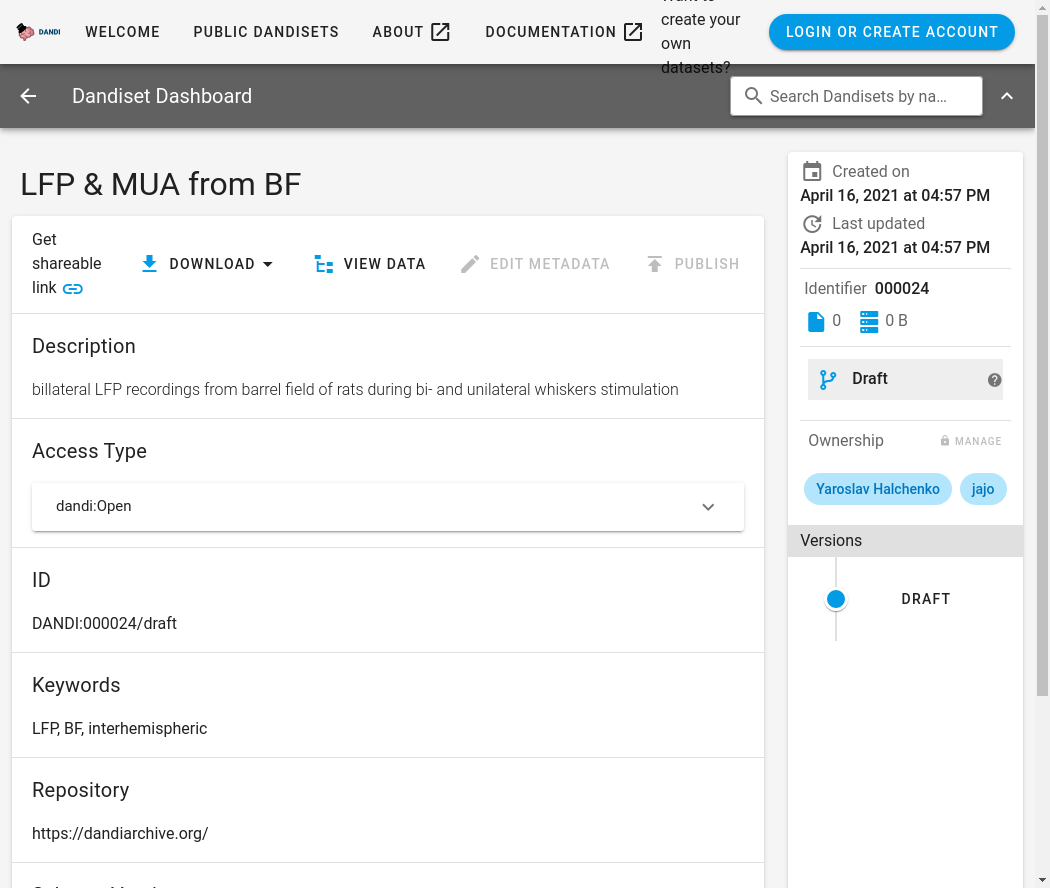 DANDI
WELCOME
PUBLIC DANDISETS
ABOUT
DOCUMENTATION
create your
own
datasets?
LOGIN OR CREATE ACCOUNT
Dandiset Dashboard
Search Dandisets by na...
LFP & MUA from BF
Get
shareable
link
DOWNLOAD
VIEW DATA
EDIT METADATA
PUBLISH
Description
billateral LFP recordings from barrel field of rats during bi- and unilateral whiskers stimulation
Access Type
dandi:Open
ID
DANDI:000024/draft
Keywords
LFP, BF, interhemispheric
Repository
https://dandiarchive.org/
Created on
April 16, 2021 at 04:57 PM
Last updated
April 16, 2021 at 04:57 PM
Identifier 000024
0
0 B
Draft
Ownership
MANAGE
Yaroslav Halchenko
jajo
Versions
DRAFT